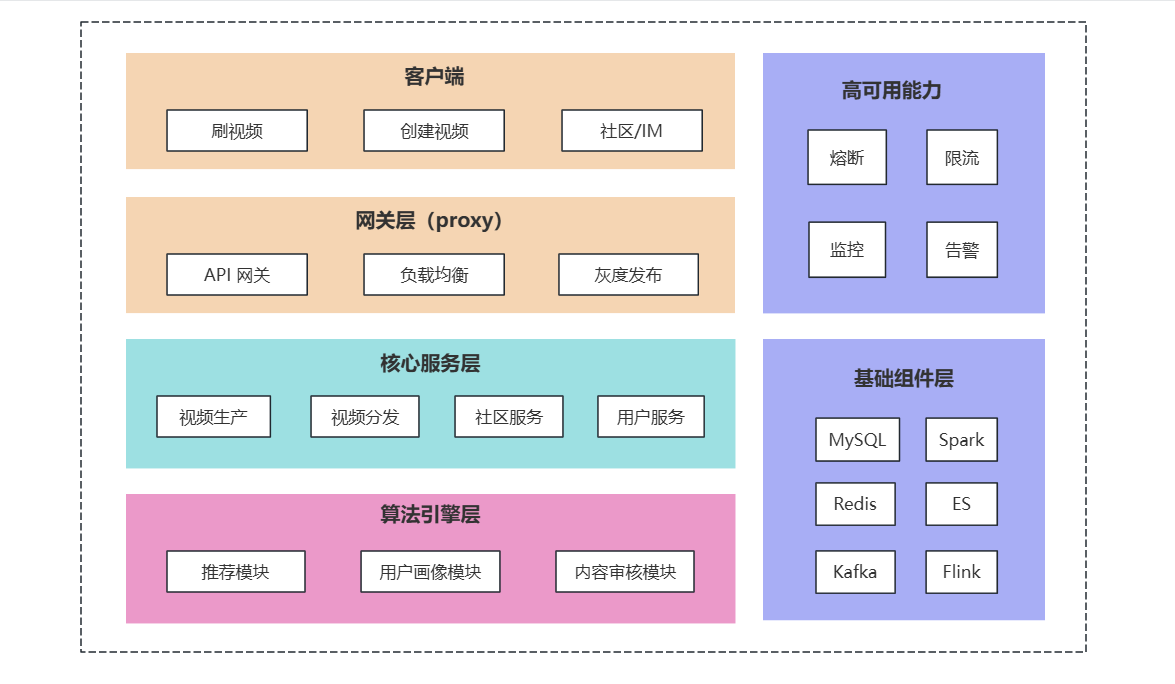 客户端
刷视频
创建视频
社区/IM
网关层（proxy）
API 网关
负载均衡
灰度发布
核心服务层
视频生产
视频分发
社区服务
用户服务
算法引擎层
推荐模块
用户画像模块
内容审核模块
高可用能力
熔断
限流
监控
告警
基础组件层
MySQL
Spark
Redis
ES
Kafka
Flink